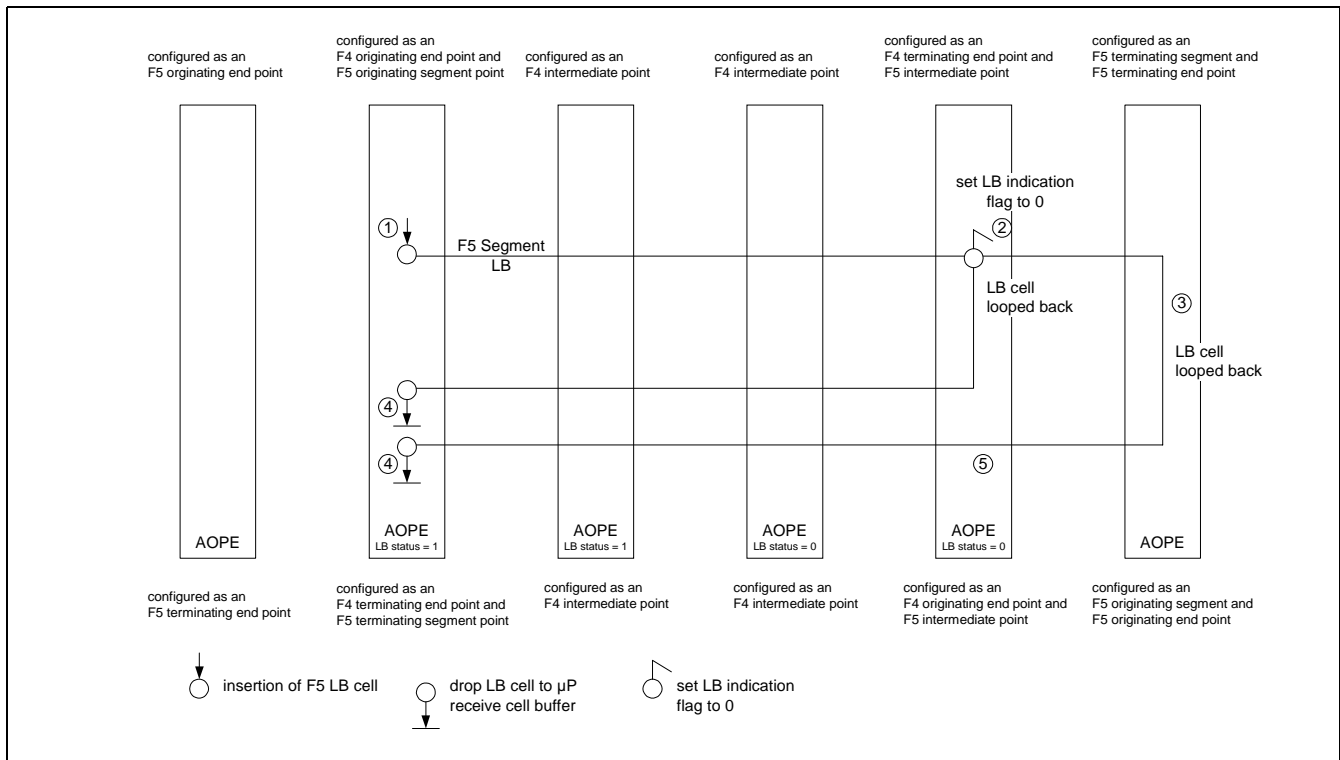 configured as an
F5 orginating end point
configured as an
F4 originating end point and
F5 originating segment point
configured as an
F4 intermediate point
configured as an
F4 intermediate point
configured as an
F4 terminating end point and
F5 intermediate point
configured as an
F5 terminating segment and
F5 terminating end point
set LB indication
flag to 0
1
2
F5 Segment
LB
LB cell
looped back
3
LB cell
looped back
4
4
5
AOPE
AOPE
LB status = 1
AOPE
LB status = 1
AOPE
LB status = 0
AOPE
LB status = 0
AOPE
configured as an
F5 terminating end point
configured as an
F4 terminating end point and
F5 terminating segment point
configured as an
F4 intermediate point
configured as an
F4 intermediate point
configured as an
F4 originating end point and
F5 intermediate point
configured as an
F5 originating segment and
F5 originating end point
insertion of F5 LB cell
drop LB cell to µP
receive cell buffer
set LB indication
flag to 0